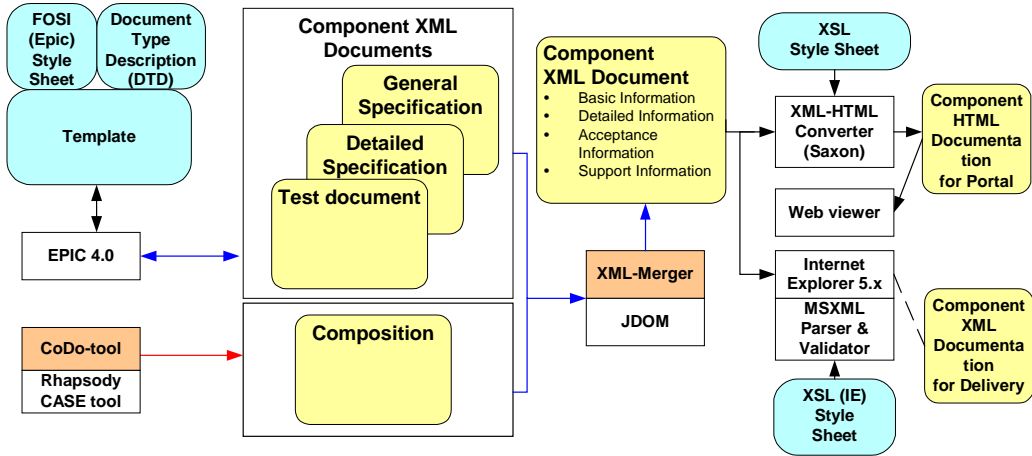 FOSI
(Epic)
Style
Sheet
Document
Type
Description
(DTD)
Template
EPIC 4.0
CoDo-tool
Rhapsody
CASE tool
Component XML
Documents
General
Specification
Detailed
Specification
Test document
Composition
Component
XML Document
• Basic Information
• Detailed Information
• Acceptance
Information
• Support Information
XML-Merger
JDOM
XSL
Style Sheet
XML-HTML
Converter
(Saxon)
Web viewer
Internet
Explorer 5.x
MSXML
Parser &
Validator
XSL (IE)
Style
Sheet
Component
HTML
Documenta
tion
for Portal
Component
XML
Documenta
tion
for Delivery